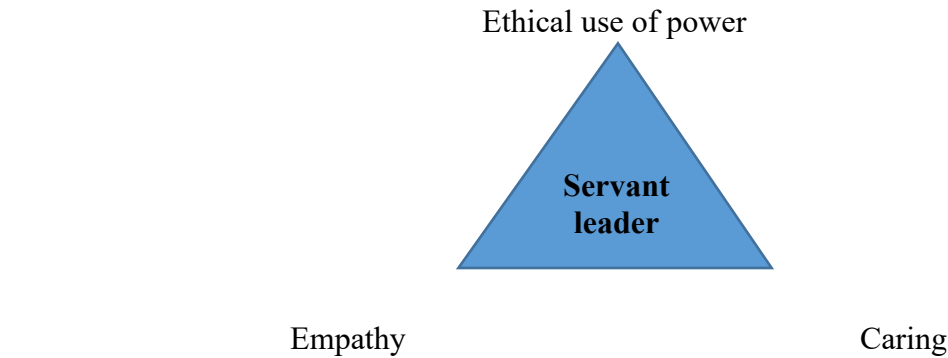 Ethical use of power
Servant
leader
Empathy
Caring